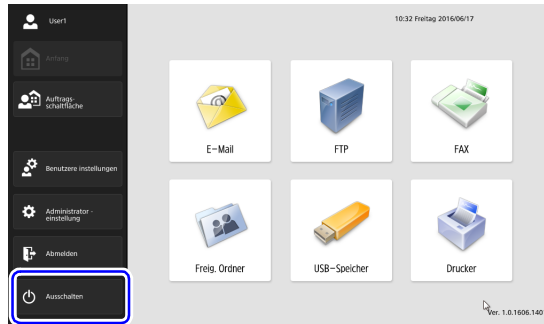 User1
10:32 Freitag 2016/06/17
Anfang
Auftrags-
schaltfläche
Benutzere instellungen
Administrator -
einstellung
Abmelden
Ausschalten
E-Mail
FTP
FAX
Freig. Ordner
USB-Speicher
Drucker
Ver. 1.0.1606.140